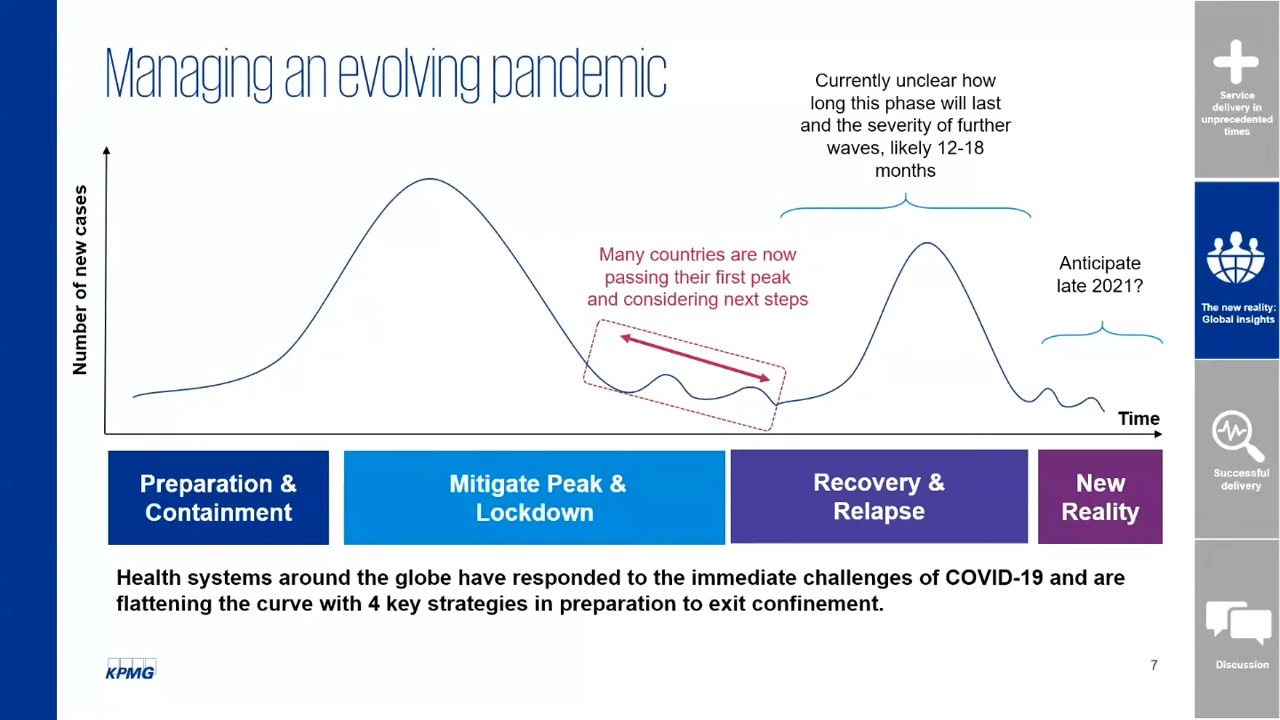 Managing an evolving pandemic
Currently unclear how
long this phase will last
and the severity of further
waves, likely 12-18
months
Number of new cases
Many countries are now
passing their first peak
and considering next steps
Anticipate
late 2021?
Time
Preparation &
Containment
Mitigate Peak &
Lockdown
Recovery &
Relapse
New
Reality
Health systems around the globe have responded to the immediate challenges of COVID-19 and are
flattening the curve with 4 key strategies in preparation to exit confinement.
KPMG
7
Service
delivery in
unprecedented
times
The new reality:
Global insights
Successful
delivery
Discussion